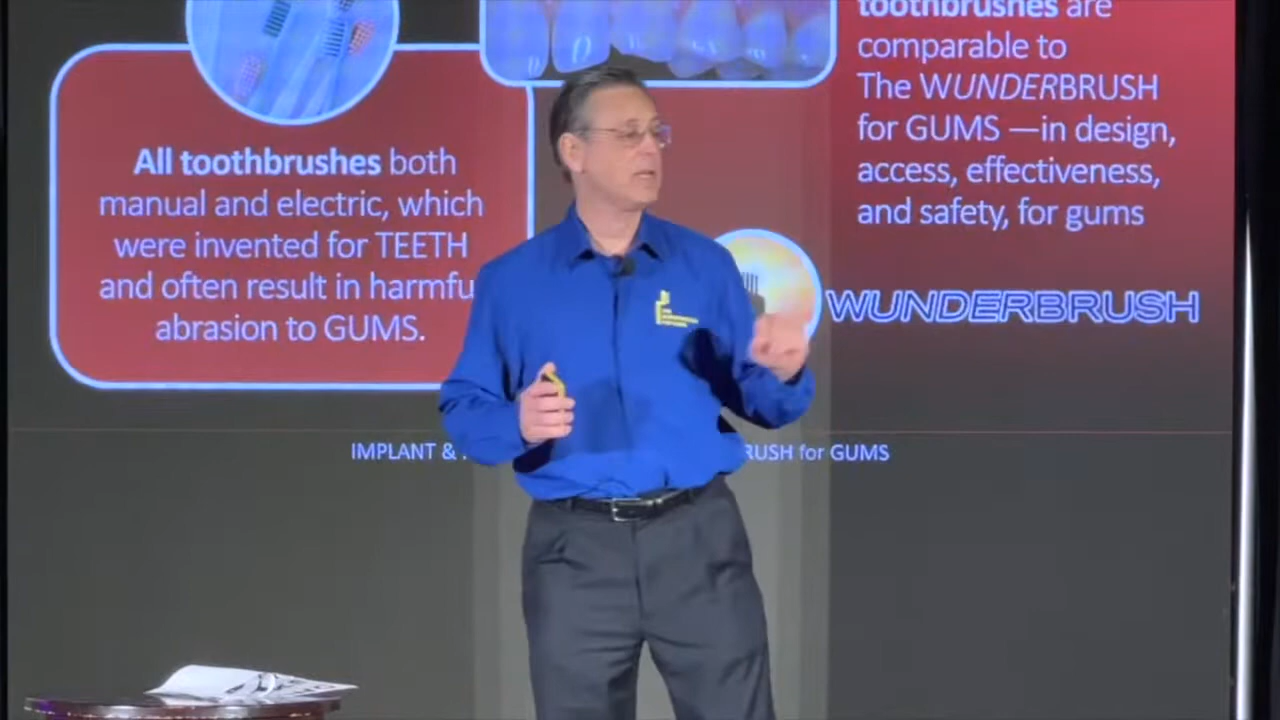 All toothbrushes both
manual and electric, which
were invented for TEETH
and often result in harmfu
abrasion to GUMS.
toothbrushes are
comparable to
The WUNDERBRUSH
for GUMS —in design,
access, effectiveness,
and safety, for gums
WUNDERBRUSH
IMPLANT & RUSH for GUMS